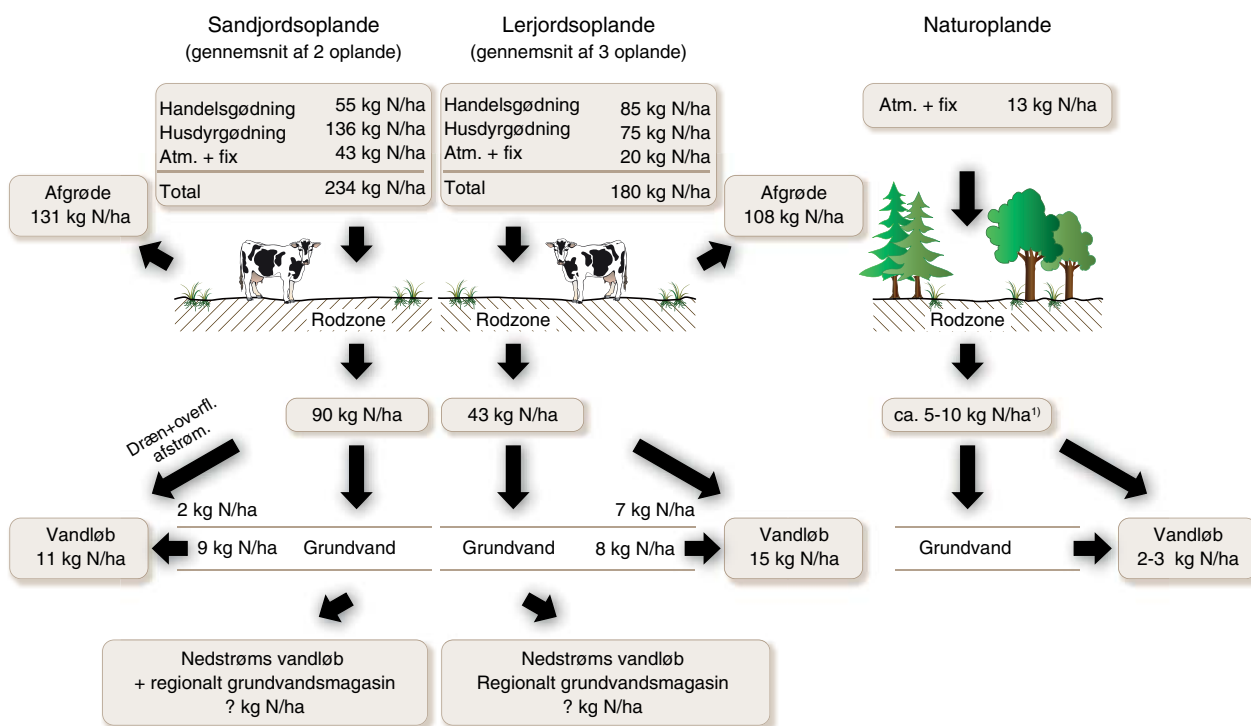 Sandjordsoplande
(gennemsnit af 2 oplande)
Lerjordsoplande
(gennemsnit af 3 oplande)
Naturoplande
Handelsgødning 55 kg N/ha
Husdyrgødning 136 kg N/ha
Atm. + fix 43 kg N/ha
Total 234 kg N/ha
Handelsgødning 85 kg N/ha
Husdyrgødning 75 kg N/ha
Atm. + fix 20 kg N/ha
Total 180 kg N/ha
Atm. + fix 13 kg N/ha
Afgrøde
131 kg N/ha
Afgrøde
108 kg N/ha
Rodzone
Rodzone
Rodzone
90 kg N/ha
43 kg N/ha
ca. 5-10 kg N/ha¹⁾
Dræn+overfl.
afstrøm.
2 kg N/ha
7 kg N/ha
Vandløb
11 kg N/ha
9 kg N/ha
Grundvand
Grundvand
8 kg N/ha
Vandløb
15 kg N/ha
Grundvand
Vandløb
2-3 kg N/ha
Nedstrøms vandløb
+ regionalt grundvandsmagasin
? kg N/ha
Nedstrøms vandløb
Regionalt grundvandsmagasin
? kg N/ha